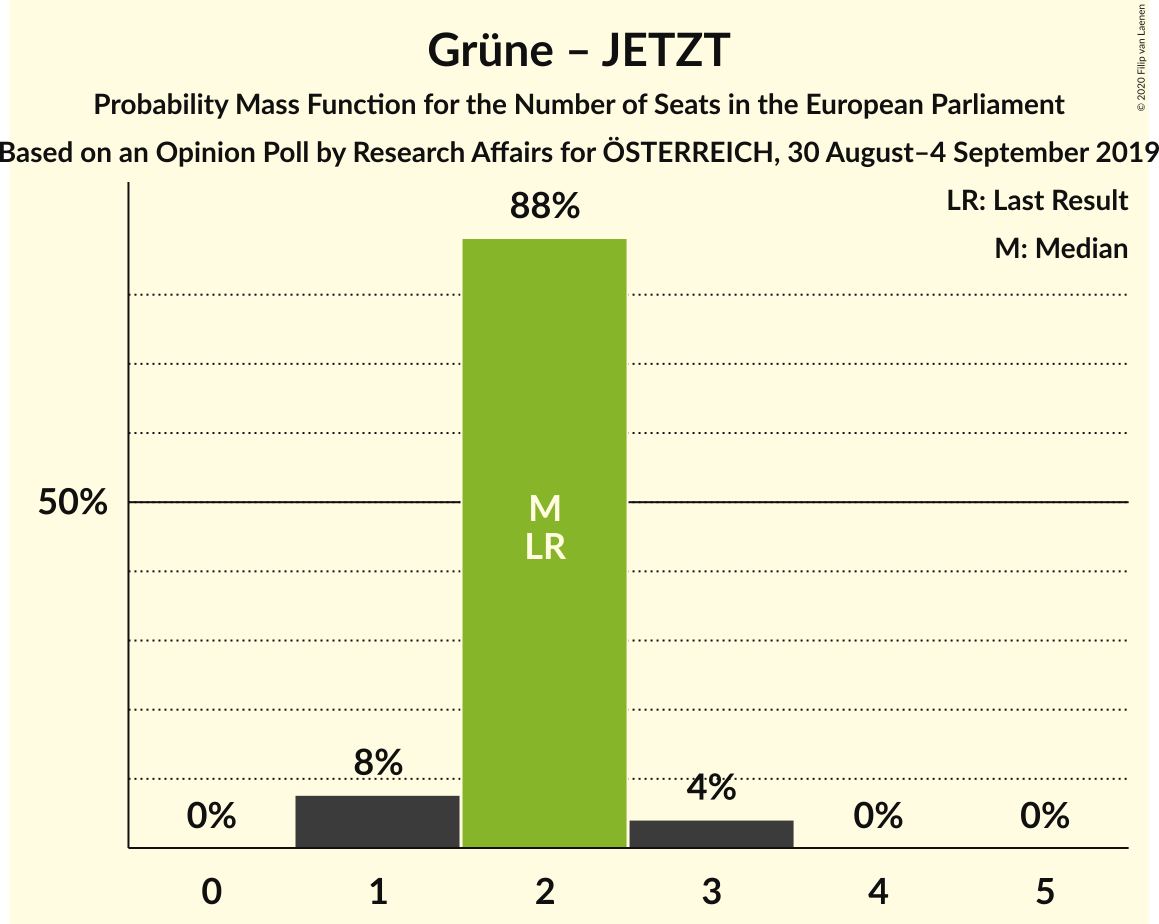 Grüne – JETZT
Probability Mass Function for the Number of Seats in the European Parliament
Based on an Opinion Poll by Research Affairs for ÖSTERREICH, 30 August–4 September 2019
© 2020 Filip van Laenen
LR: Last Result
M: Median
88%
50%
M
LR
8%
4%
0%
0%
0%
0
1
2
3
4
5